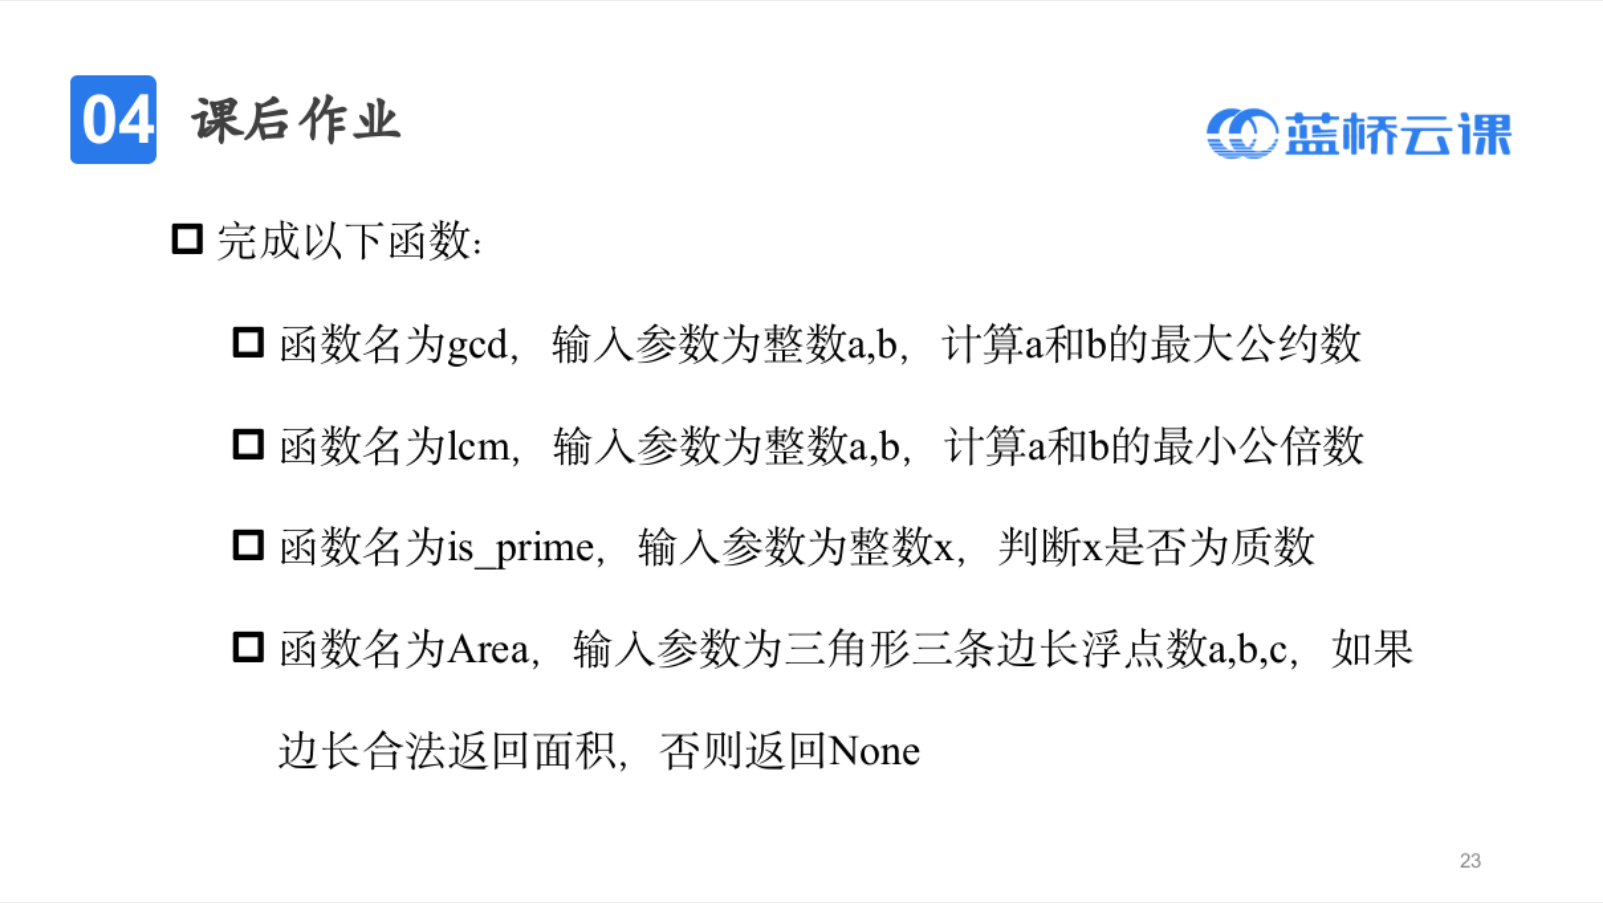 04 课后作业
蓝桥云课
完成以下函数：
函数名为gcd，输入参数为整数a,b，计算a和b的最大公约数
函数名为lcm，输入参数为整数a,b，计算a和b的最小公倍数
函数名为is_prime，输入参数为整数x，判断x是否为质数
函数名为Area，输入参数为三角形三条边长浮点数a,b,c，如果
边长合法返回面积，否则返回None
23